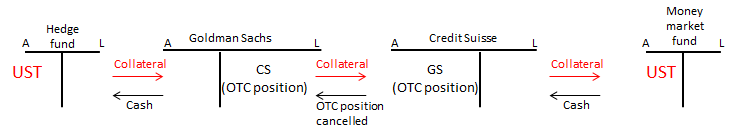 Hedge
fund
A L
UST
Collateral
Cash
Goldman Sachs
A L
CS
(OTC position)
Collateral
OTC position
cancelled
Credit Suisse
A L
GS
(OTC position)
Collateral
Cash
Money
market
fund
A L
UST